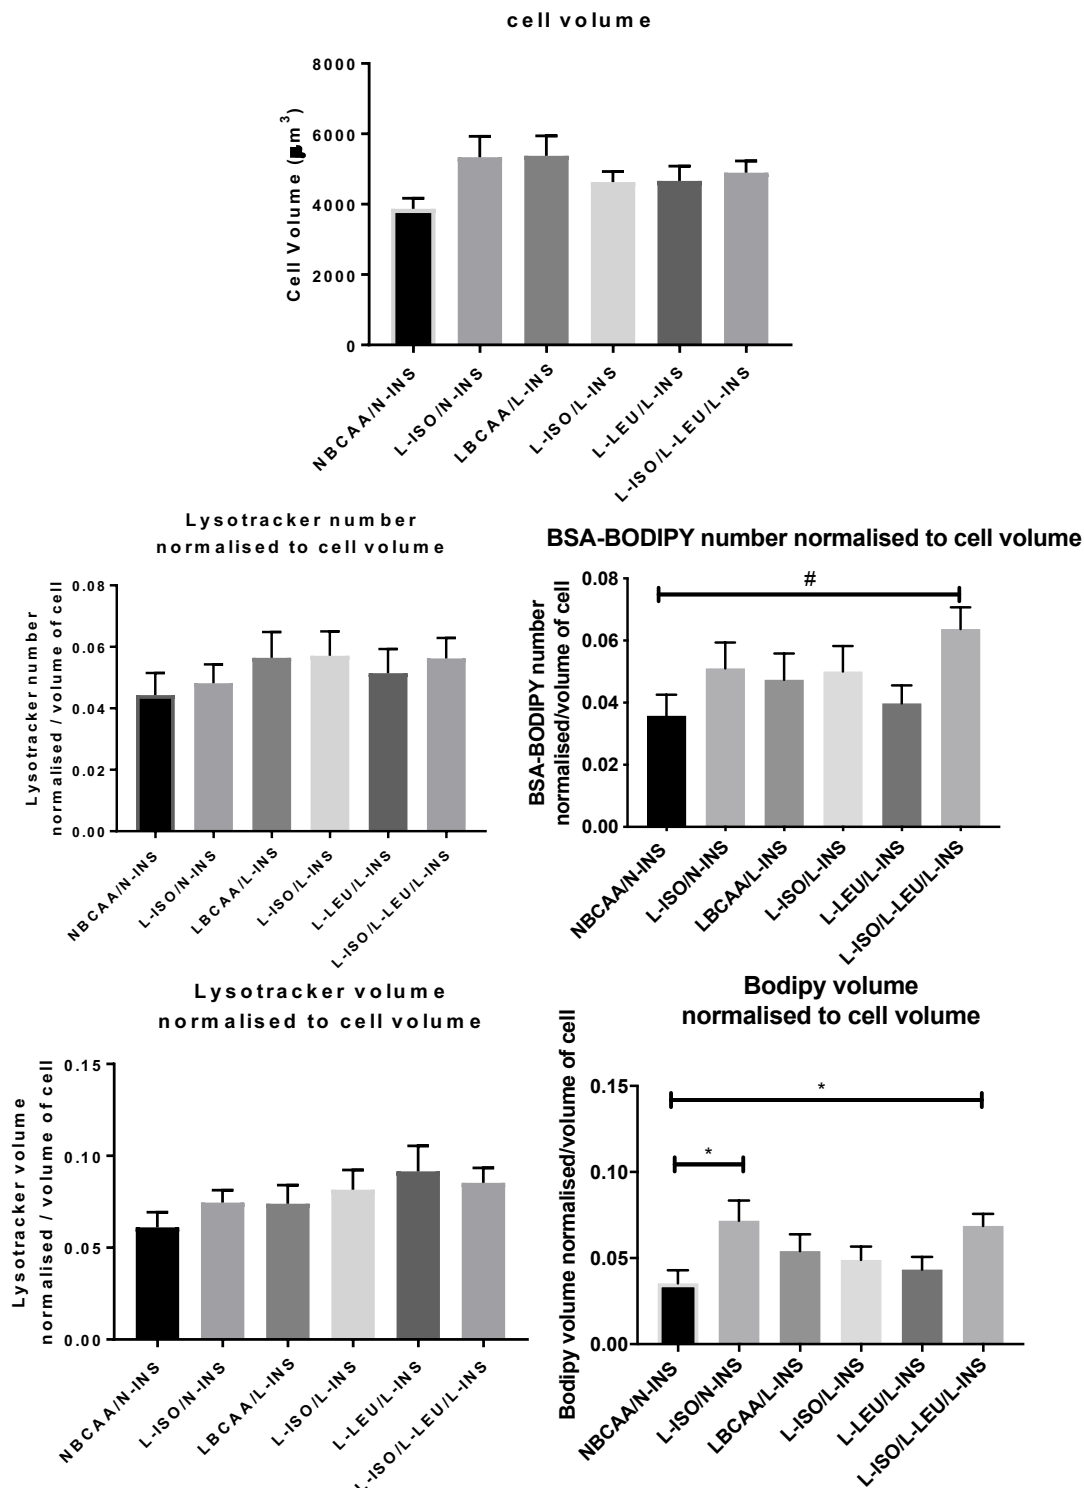 cell volume
Cell Volume (μm³)
8000
6000
4000
2000
0
NBCAA/N-INS
L-ISO/N-INS
LBCAA/L-INS
L-ISO/L-INS
L-LEU/L-INS
L-ISO/L-LEU/L-INS
Lysotracker number
normalised to cell volume
Lysotracker number
normalised / volume of cell
0.08
0.06
0.04
0.02
0.00
NBCAA/N-INS
L-ISO/N-INS
LBCAA/L-INS
L-ISO/L-INS
L-LEU/L-INS
L-ISO/L-LEU/L-INS
BSA-BODIPY number normalised to cell volume
BSA-BODIPY number
normalised/volume of cell
0.08
0.06
0.04
0.02
0.00
#
NBCAA/N-INS
L-ISO/N-INS
LBCAA/L-INS
L-ISO/L-INS
L-LEU/L-INS
L-ISO/L-LEU/L-INS
Lysotracker volume
normalised to cell volume
Lysotracker volume
normalised / volume of cell
0.15
0.10
0.05
0.00
NBCAA/N-INS
L-ISO/N-INS
LBCAA/L-INS
L-ISO/L-INS
L-LEU/L-INS
L-ISO/L-LEU/L-INS
Bodipy volume
normalised to cell volume
Bodipy volume normalised/volume of cell
0.15
0.10
0.05
0.00
*
*
NBCAA/N-INS
L-ISO/N-INS
LBCAA/L-INS
L-ISO/L-INS
L-LEU/L-INS
L-ISO/L-LEU/L-INS